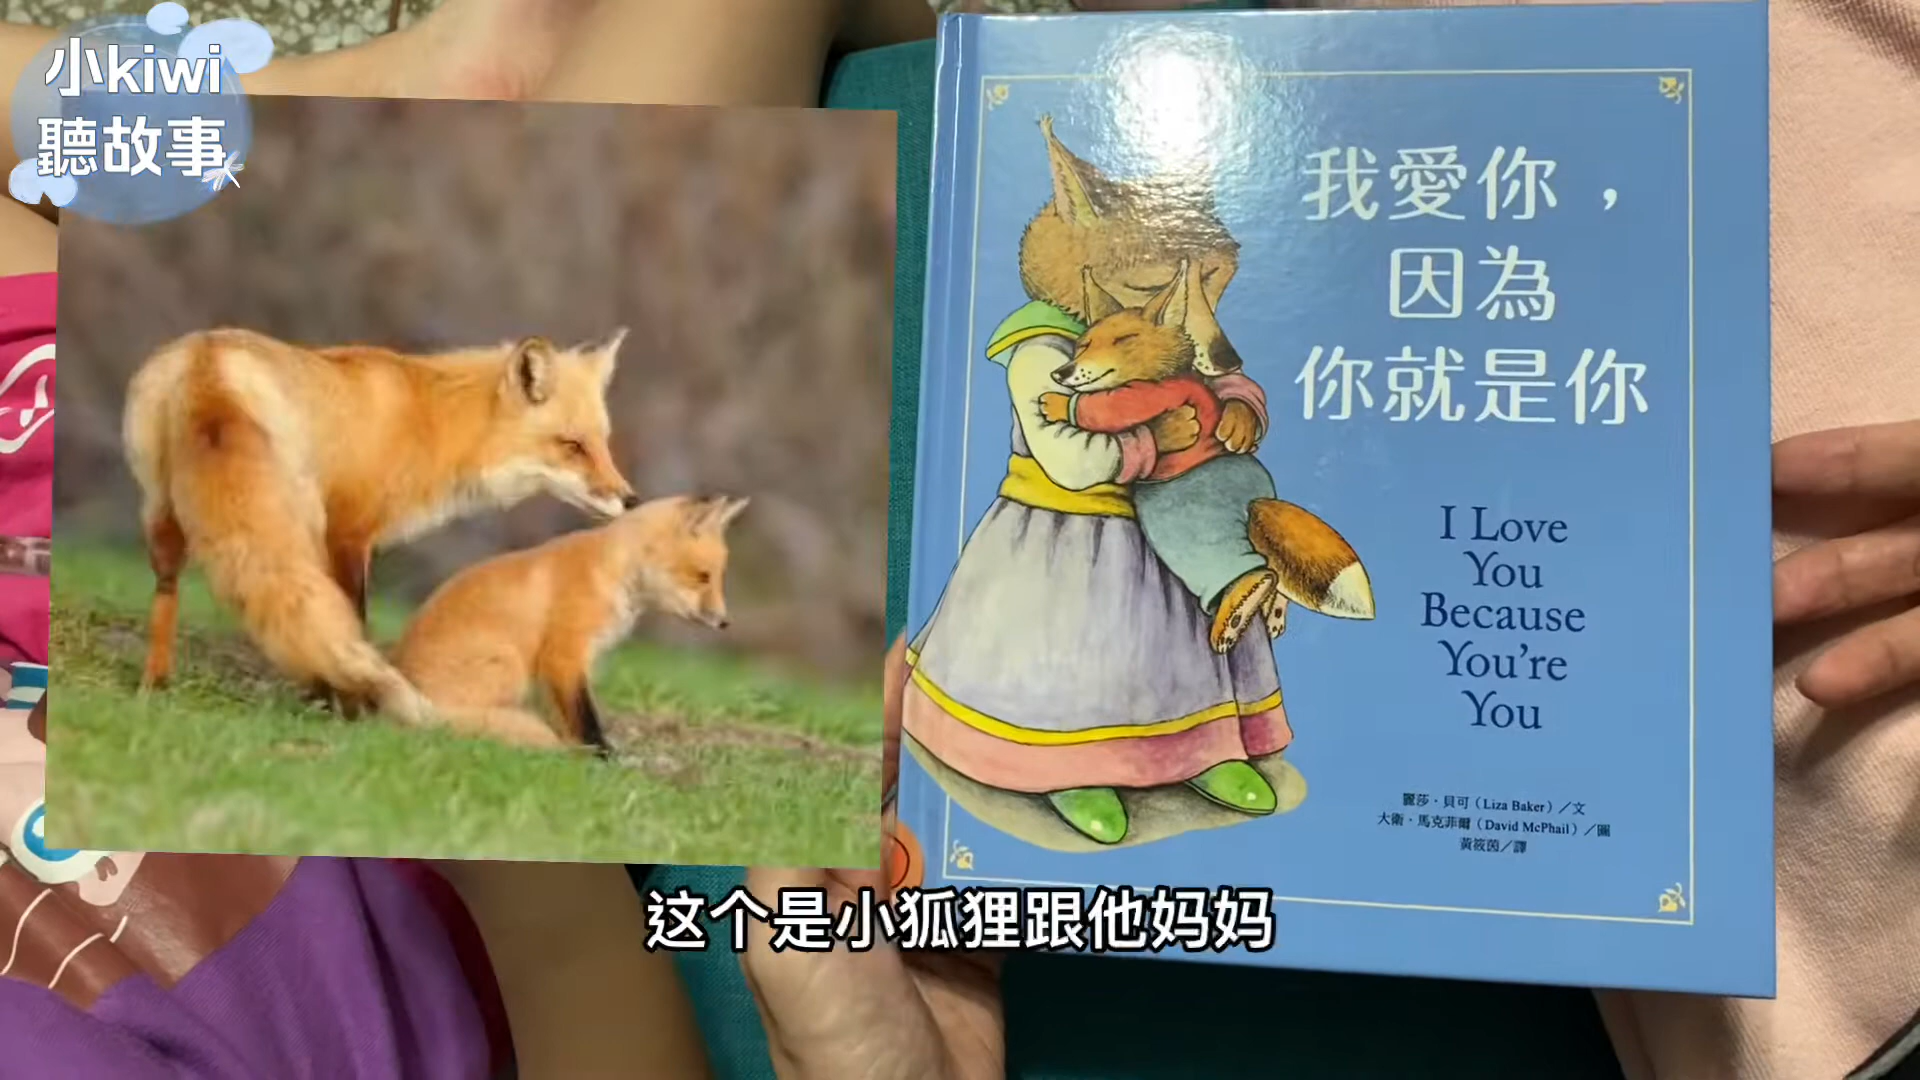 小kiwi
聽故事
我愛你，
因為
你就是你
I Love
You
Because
You're
You
麗莎·貝可（Liza Baker）／文
大衛·馬克菲爾（David McPhail）／圖
黃筱茵／譯
这个是小狐狸跟他妈妈